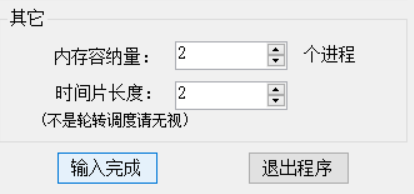 其它
内存容纳量： 2 个进程
时间片长度： 2
（不是轮转调度请无视）
输入完成 退出程序